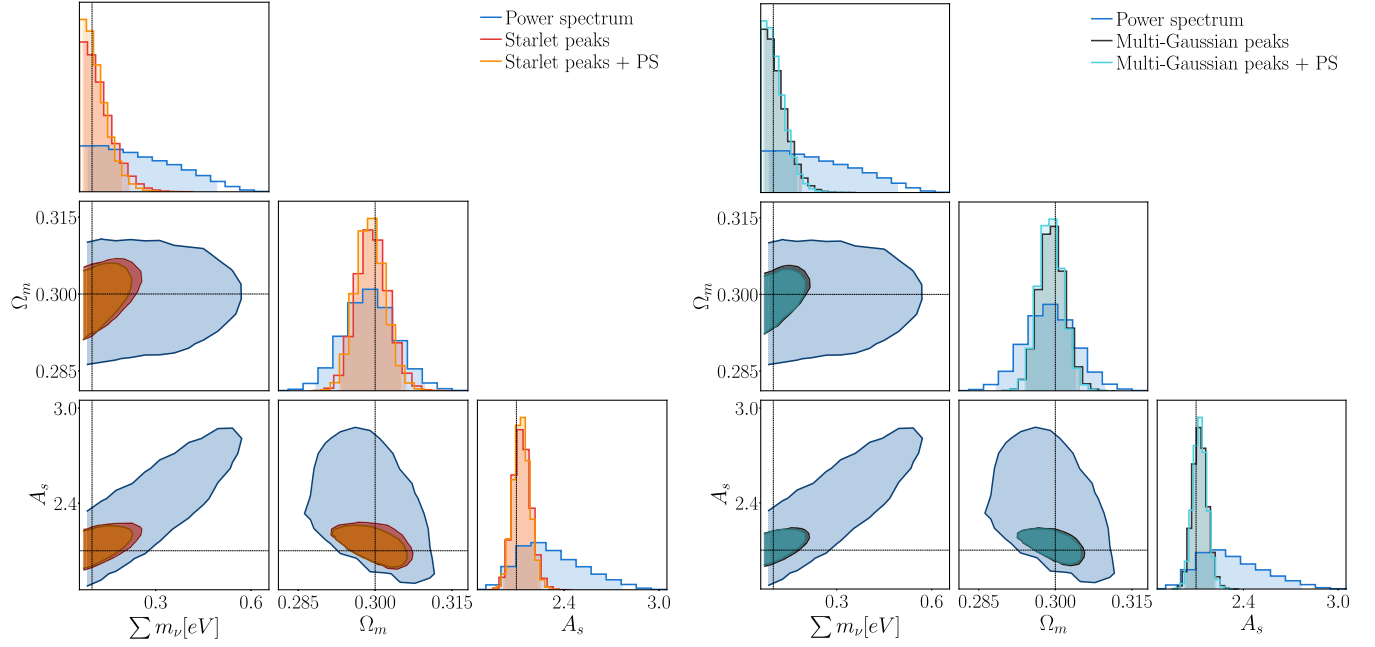 Power spectrum
Starlet peaks
Starlet peaks + PS
0.315
0.300
0.285
Ω_m
3.0
2.4
A_s
0.3 0.6
∑ m_ν[eV]
0.285 0.300 0.315
Ω_m
2.4 3.0
A_s
Power spectrum
Multi-Gaussian peaks
Multi-Gaussian peaks + PS
0.315
0.300
0.285
Ω_m
3.0
2.4
A_s
0.3 0.6
∑ m_ν[eV]
0.285 0.300 0.315
Ω_m
2.4 3.0
A_s